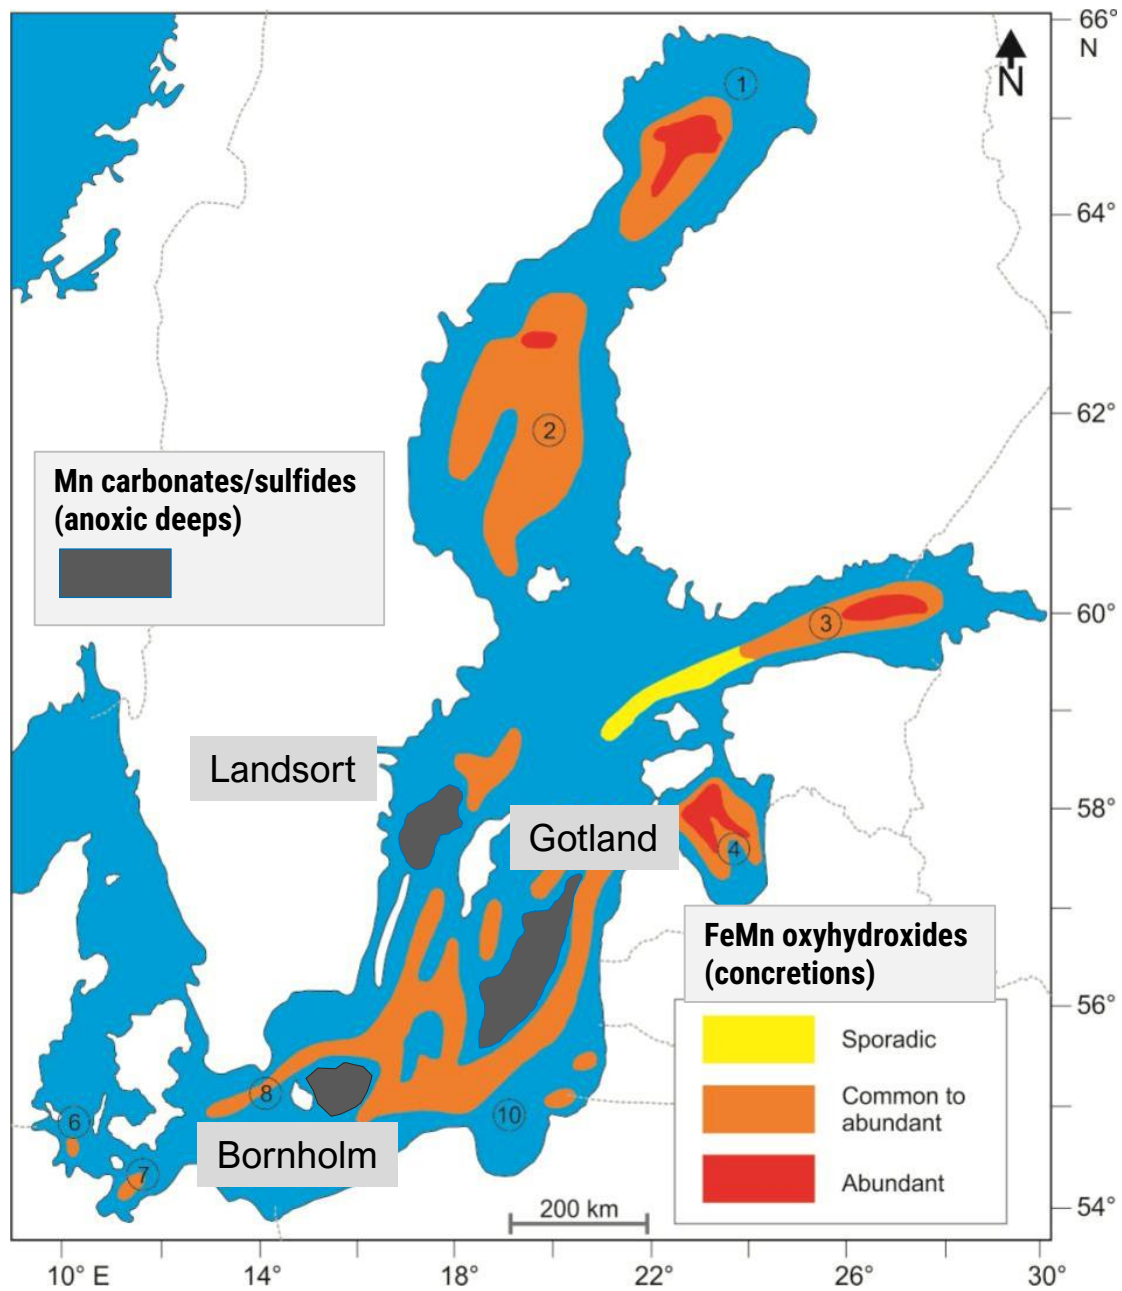 66°
N
N
1
64°
62°
2
Mn carbonates/sulfides
(anoxic deeps)
60°
3
Landsort
58°
Gotland
4
FeMn oxyhydroxides
(concretions)
56°
Sporadic
Common to
abundant
Abundant
8
10
6
Bornholm
7
54°
200 km
10° E
14°
18°
22°
26°
30°